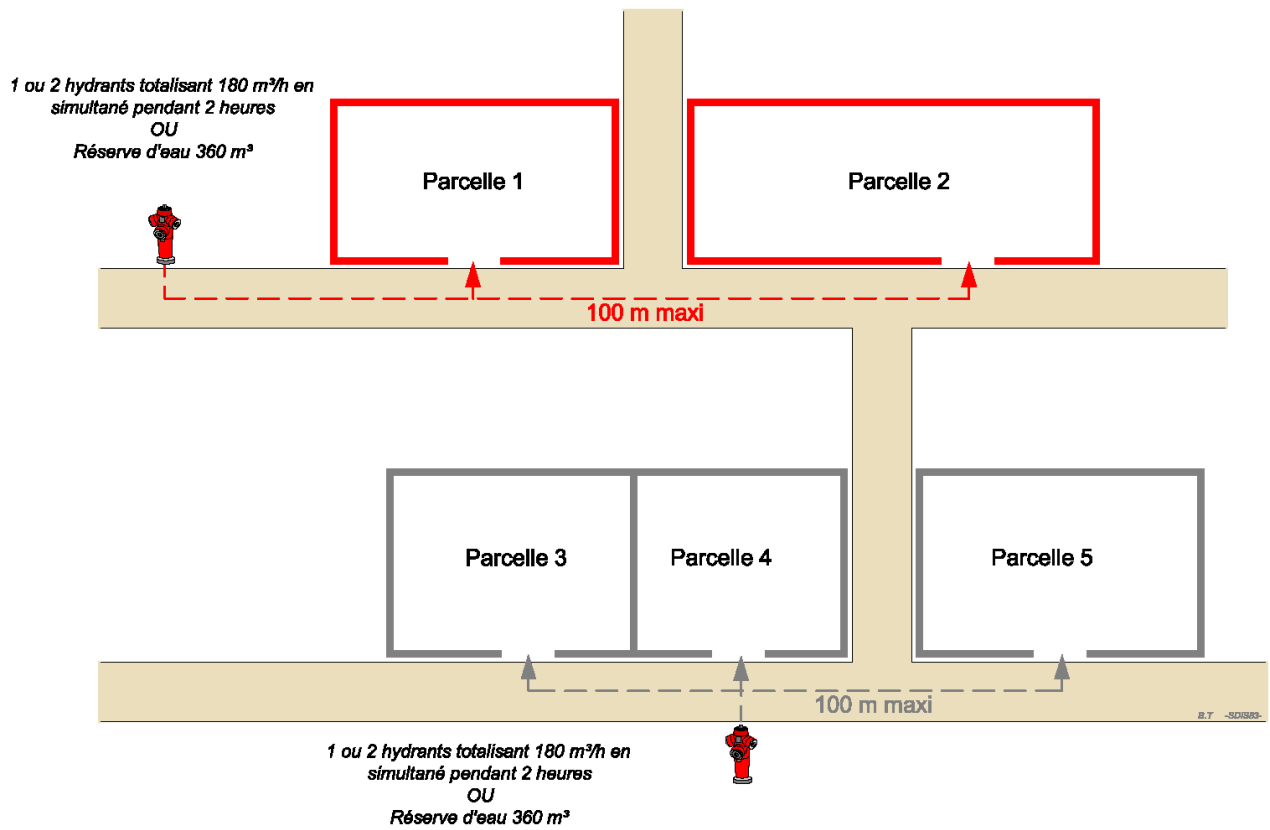 1 ou 2 hydrants totalisant 180 m³/h en
simultané pendant 2 heures
OU
Réserve d'eau 360 m³
Parcelle 1
Parcelle 2
100 m maxi
Parcelle 3
Parcelle 4
Parcelle 5
100 m maxi
B.T -SDIS83-
1 ou 2 hydrants totalisant 180 m³/h en
simultané pendant 2 heures
OU
Réserve d'eau 360 m³